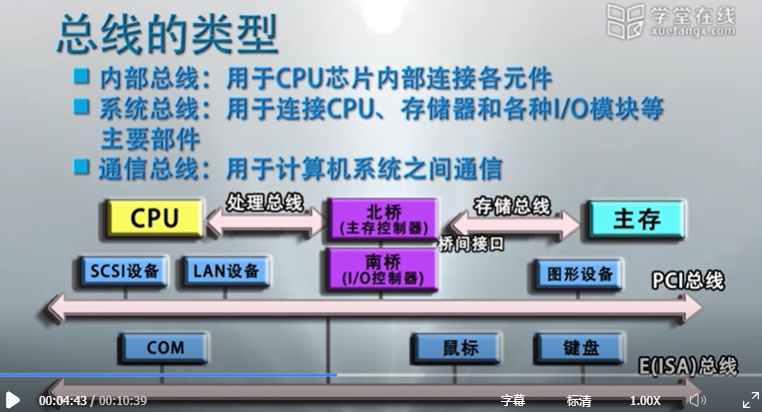 学堂在线
xuetangx.com
总线的类型
内部总线：用于CPU芯片内部连接各元件
系统总线：用于连接CPU、存储器和各种I/O模块等
主要部件
通信总线：用于计算机系统之间通信
CPU
处理总线
北桥
(主存控制器)
存储总线
主存
桥间接口
南桥
(I/O控制器)
SCSI设备
LAN设备
图形设备
PCI总线
COM
鼠标
键盘
E(ISA)总线
00:04:43 / 00:10:39
字幕
标清
1.00X